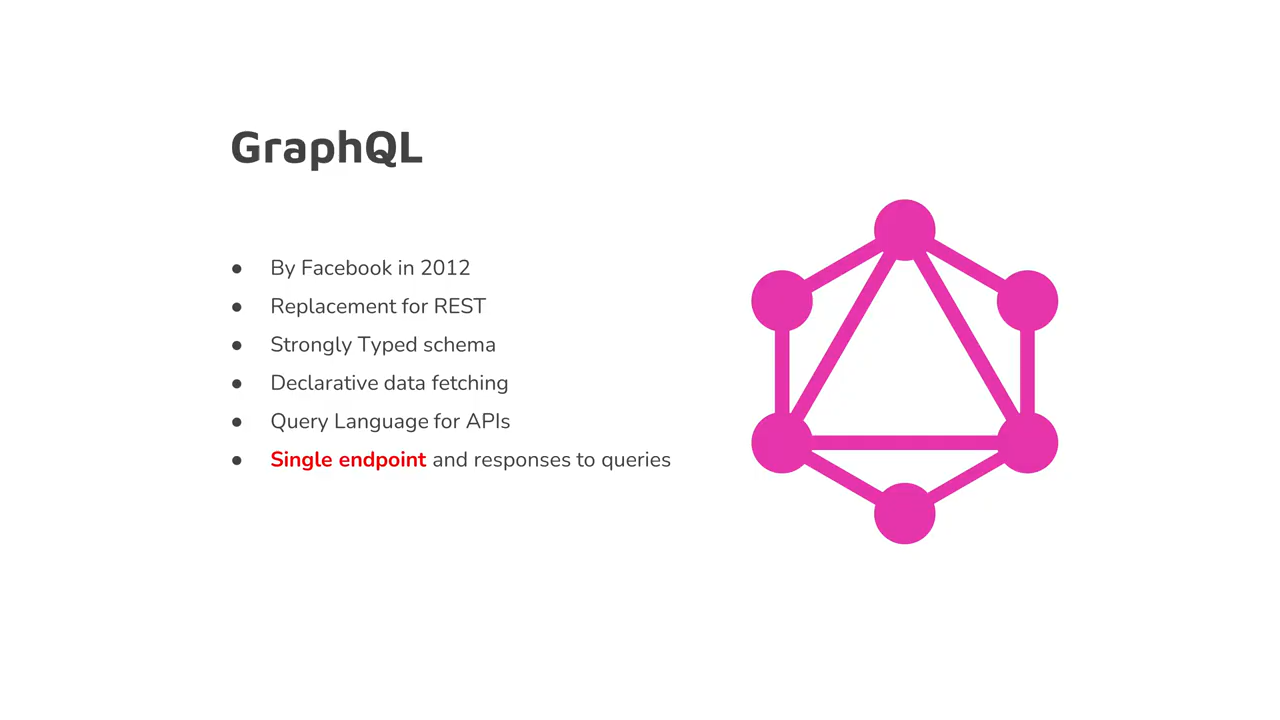 GraphQL
● By Facebook in 2012
● Replacement for REST
● Strongly Typed schema
● Declarative data fetching
● Query Language for APIs
● Single endpoint and responses to queries